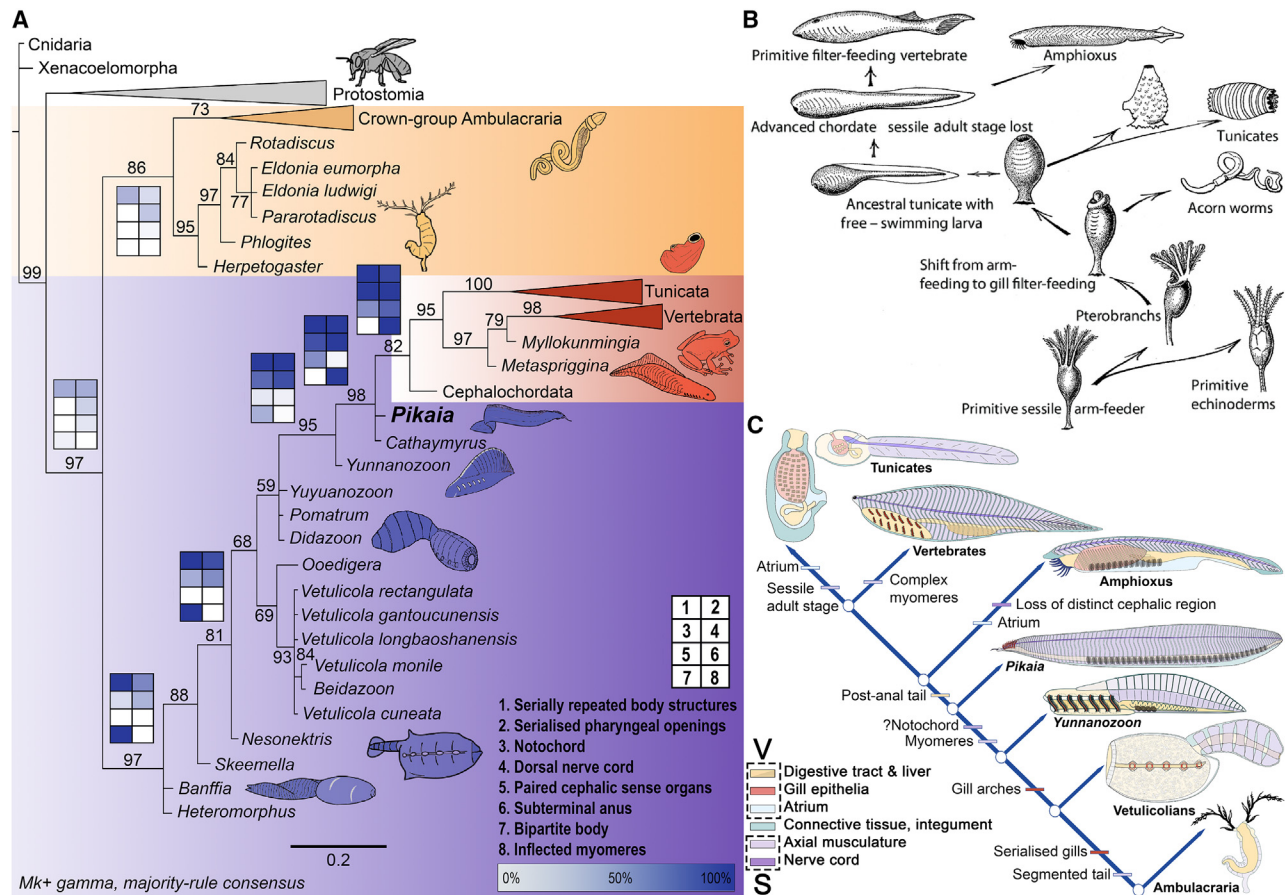 A
Cnidaria
Xenacoelomorpha
Protostomia
73
Crown-group Ambulacraria
86
Rotadiscus
84
Eldonia eumorpha
97
Eldonia ludwigi
77
Pararotadiscus
95
Phlogites
Herpetogaster
99
100
Tunicata
95
98
Vertebrata
79
82
97
Myllokunmingia
Metaspriggina
Cephalochordata
98
Pikaia
95
Cathaymyrus
Yunnanozoon
97
59
Yuyuanozoon
Pomatrum
Didazoon
68
Ooedigera
Vetulicola rectangulata
69
Vetulicola gantoucunensis
81
Vetulicola longbaoshanensis
93
84
Vetulicola monile
Beidazoon
88
Vetulicola cuneata
Nesonektris
97
Skeemella
Banffia
Heteromorphus
1 2
3 4
5 6
7 8
1. Serially repeated body structures
2. Serialised pharyngeal openings
3. Notochord
4. Dorsal nerve cord
5. Paired cephalic sense organs
6. Subterminal anus
7. Bipartite body
8. Inflected myomeres
0.2
0% 50% 100%
Mk+ gamma, majority-rule consensus
B
Primitive filter-feeding vertebrate
Amphioxus
Advanced chordate sessile adult stage lost
Tunicates
Ancestral tunicate with
free – swimming larva
Acorn worms
Shift from arm-
feeding to gill filter-feeding
Pterobranchs
Primitive sessile arm-feeder
Primitive
echinoderms
C
Tunicates
Vertebrates
Atrium
Sessile
adult stage
Complex
myomeres
Amphioxus
Loss of distinct cephalic region
Atrium
Pikaia
Post-anal tail
?Notochord
Myomeres
Yunnanozoon
Gill arches
Vetulicolians
Serialised gills
Segmented tail
Ambulacraria
V
Digestive tract & liver
Gill epithelia
Atrium
Connective tissue, integument
Axial musculature
Nerve cord
S